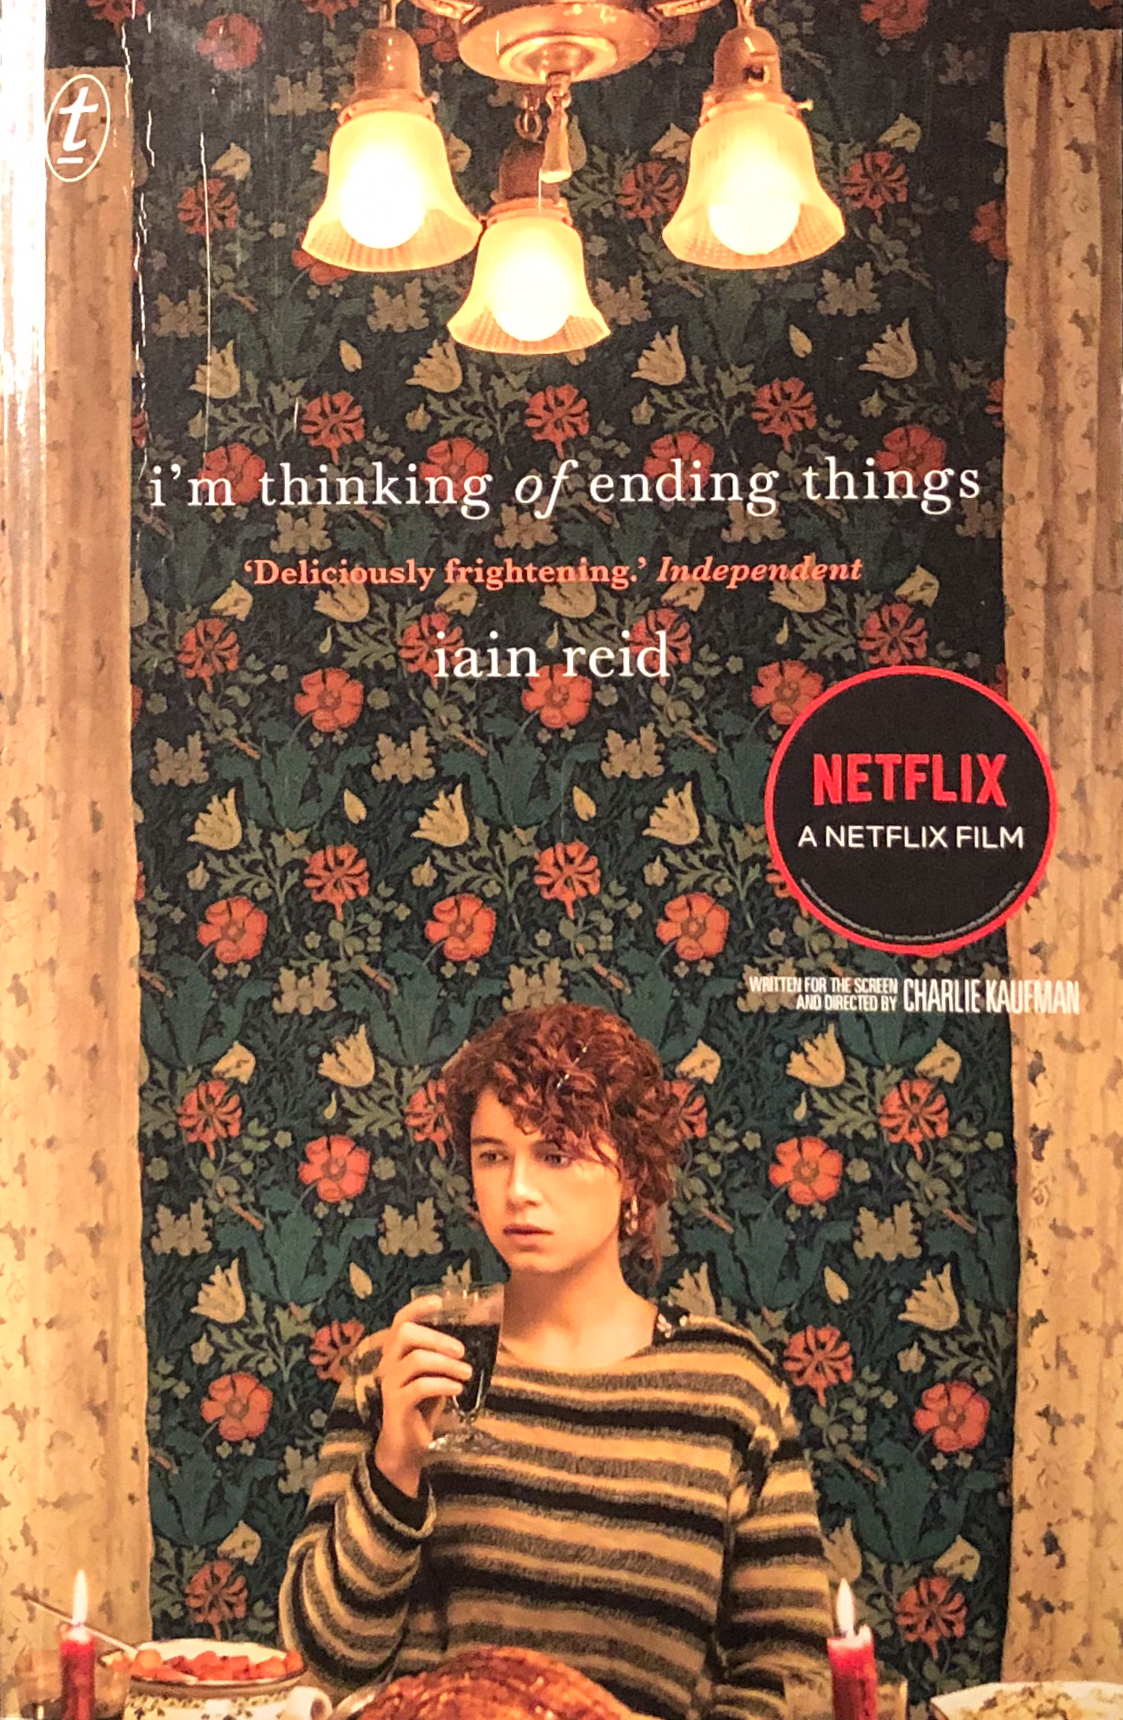 t
i'm thinking of ending things
‘Deliciously frightening.’ Independent
iain reid
NETFLIX
A NETFLIX FILM
WRITTEN FOR THE SCREEN
AND DIRECTED BY CHARLIE KAUFMAN